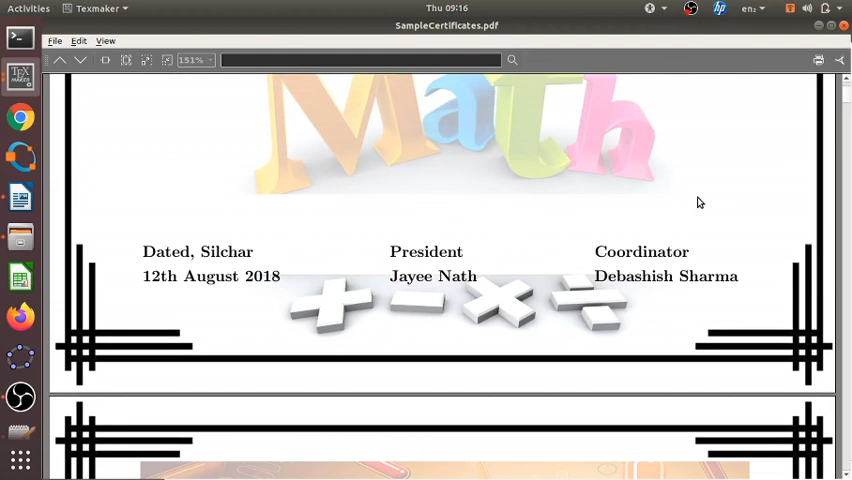 Activities Texmaker Thu 09:16 en₂
SampleCertificates.pdf
File Edit View
151%
Math
Dated, Silchar President Coordinator
12th August 2018 Jayee Nath Debashish Sharma